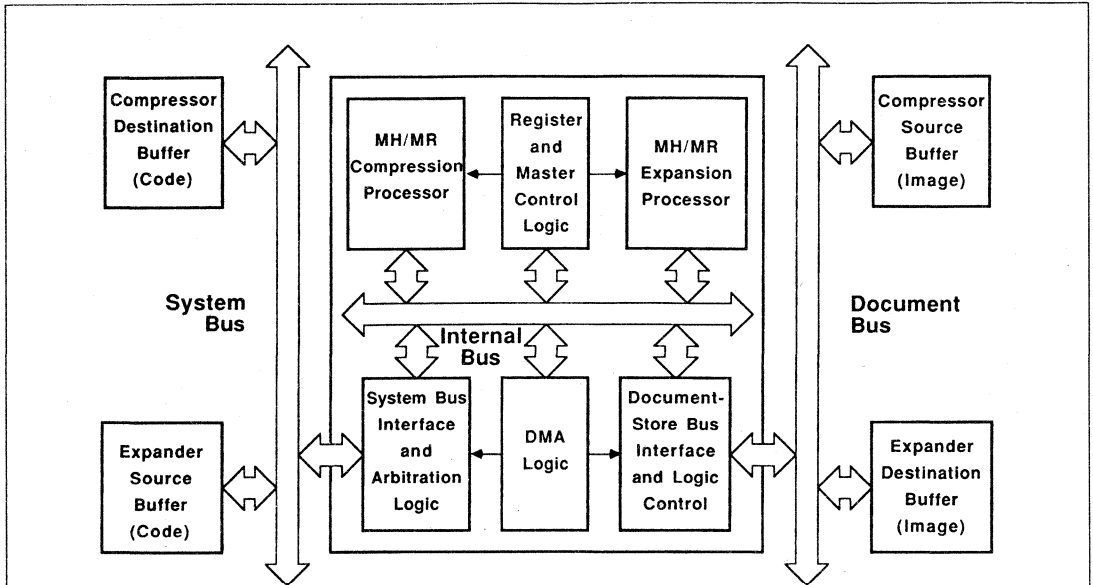 Compressor
Destination
Buffer
(Code)
MH/MR
Compression
Processor
Register
and
Master
Control
Logic
MH/MR
Expansion
Processor
Compressor
Source
Buffer
(Image)
System
Bus
Internal
Bus
Document
Bus
Expander
Source
Buffer
(Code)
System Bus
Interface
and
Arbitration
Logic
DMA
Logic
Document-
Store Bus
Interface
and Logic
Control
Expander
Destination
Buffer
(Image)